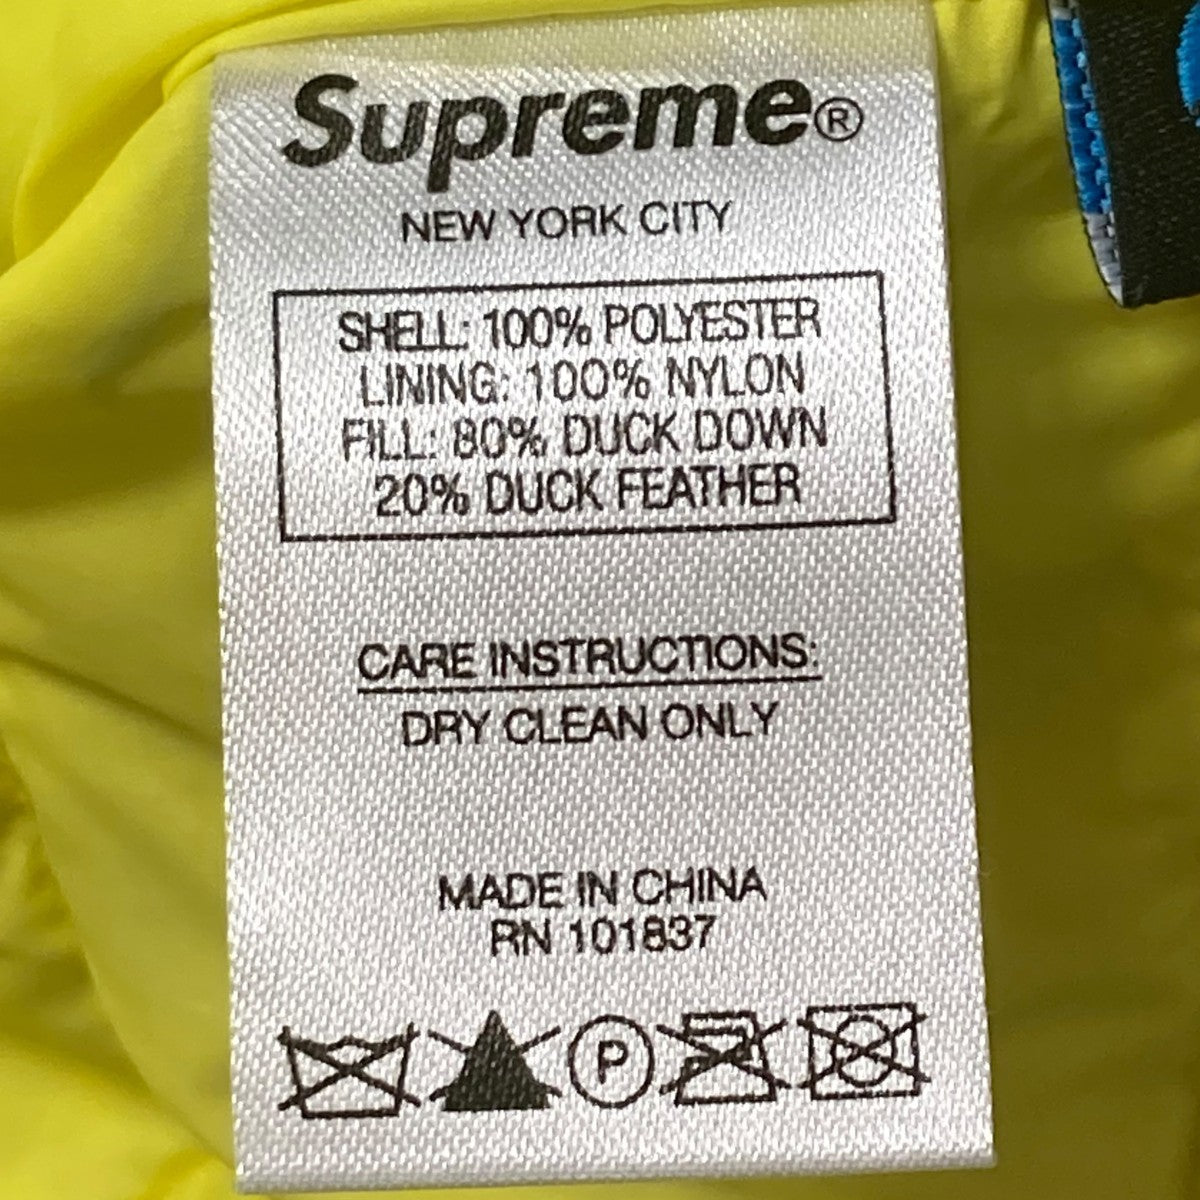 Supreme®
NEW YORK CITY
SHELL: 100% POLYESTER
LINING: 100% NYLON
FILL: 80% DUCK DOWN
20% DUCK FEATHER
CARE INSTRUCTIONS:
DRY CLEAN ONLY
MADE IN CHINA
RN 101837
P